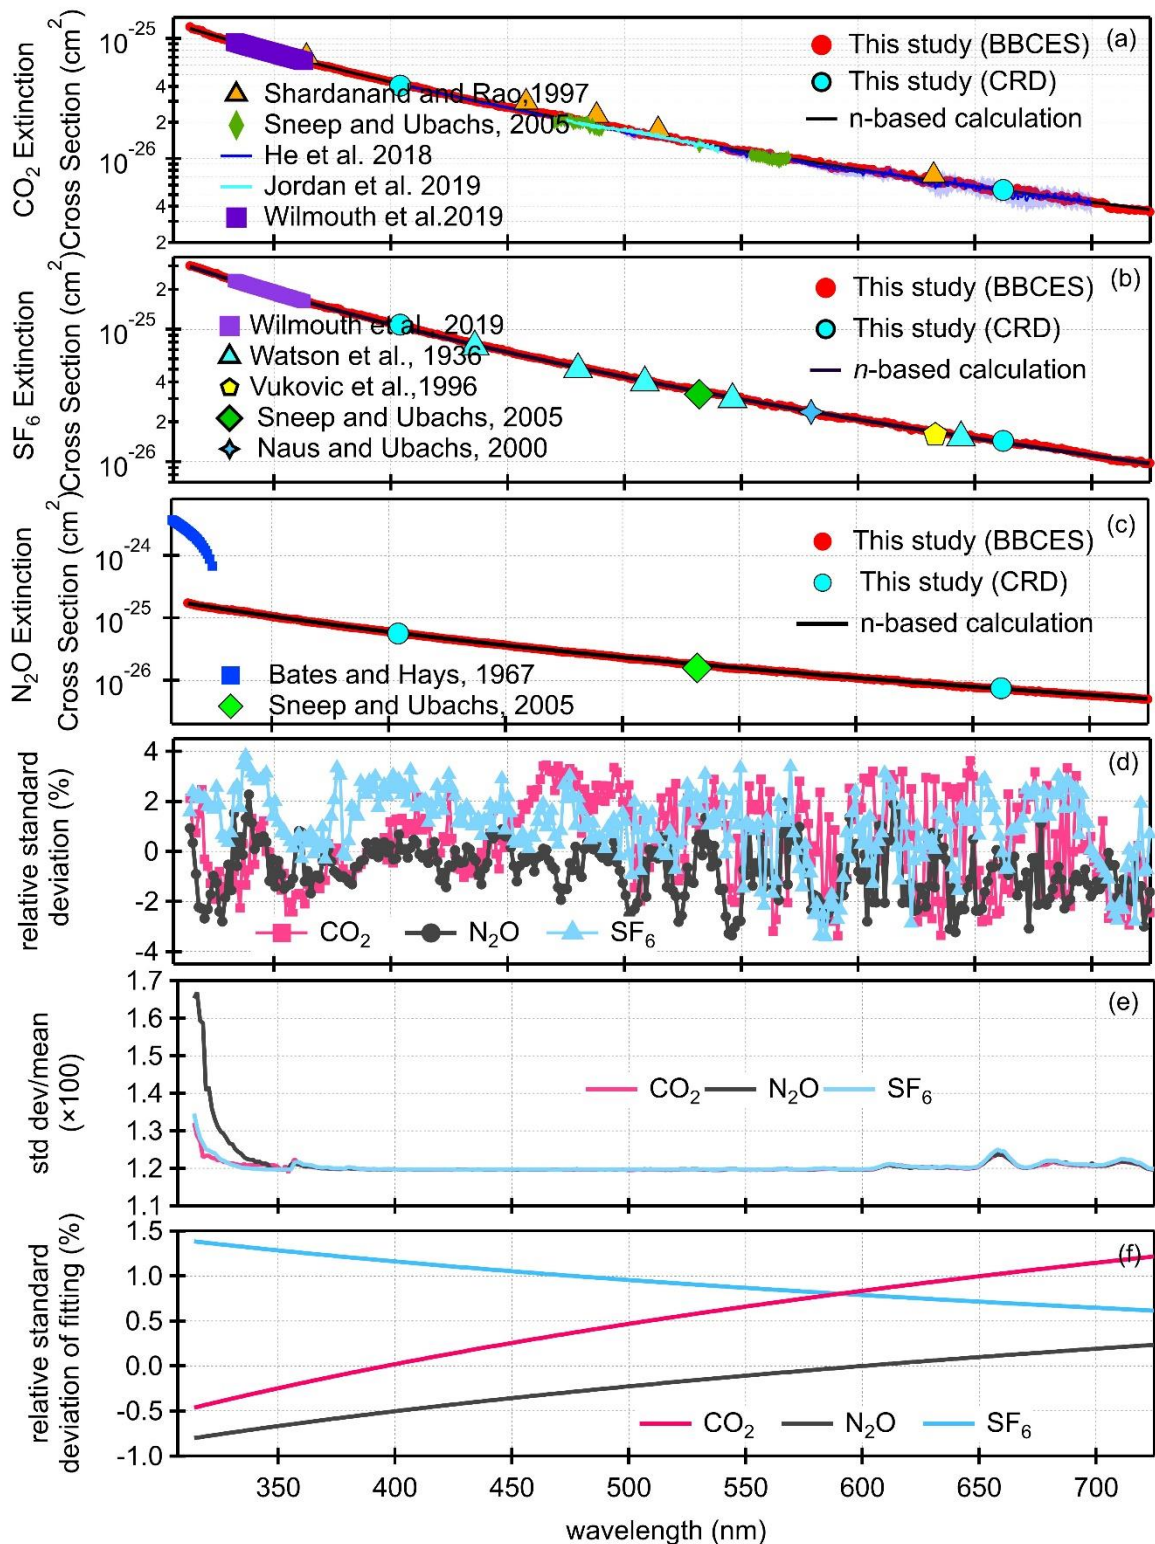 CO2 Extinction
Cross Section (cm2)
10-25
4
2
10-26
4
2
(a)
This study (BBCES)
This study (CRD)
n-based calculation
Shardanand and Rao, 1997
Sneep and Ubachs, 2005
He et al. 2018
Jordan et al. 2019
Wilmouth et al.2019
SF6 Extinction
Cross Section (cm2)
2
10-25
4
2
10-26
(b)
This study (BBCES)
This study (CRD)
n-based calculation
Wilmouth et al., 2019
Watson et al., 1936
Vukovic et al.,1996
Sneep and Ubachs, 2005
Naus and Ubachs, 2000
N2O Extinction
Cross Section (cm2)
10-24
10-25
10-26
(c)
This study (BBCES)
This study (CRD)
n-based calculation
Bates and Hays, 1967
Sneep and Ubachs, 2005
relative standard
deviation (%)
4
2
0
-2
-4
(d)
CO2 N2O SF6
std dev/mean
(×100)
1.7
1.6
1.5
1.4
1.3
1.2
1.1
(e)
CO2 N2O SF6
relative standard
deviation of fitting (%)
1.5
1.0
0.5
0.0
-0.5
-1.0
(f)
CO2 N2O SF6
350 400 450 500 550 600 650 700
wavelength (nm)